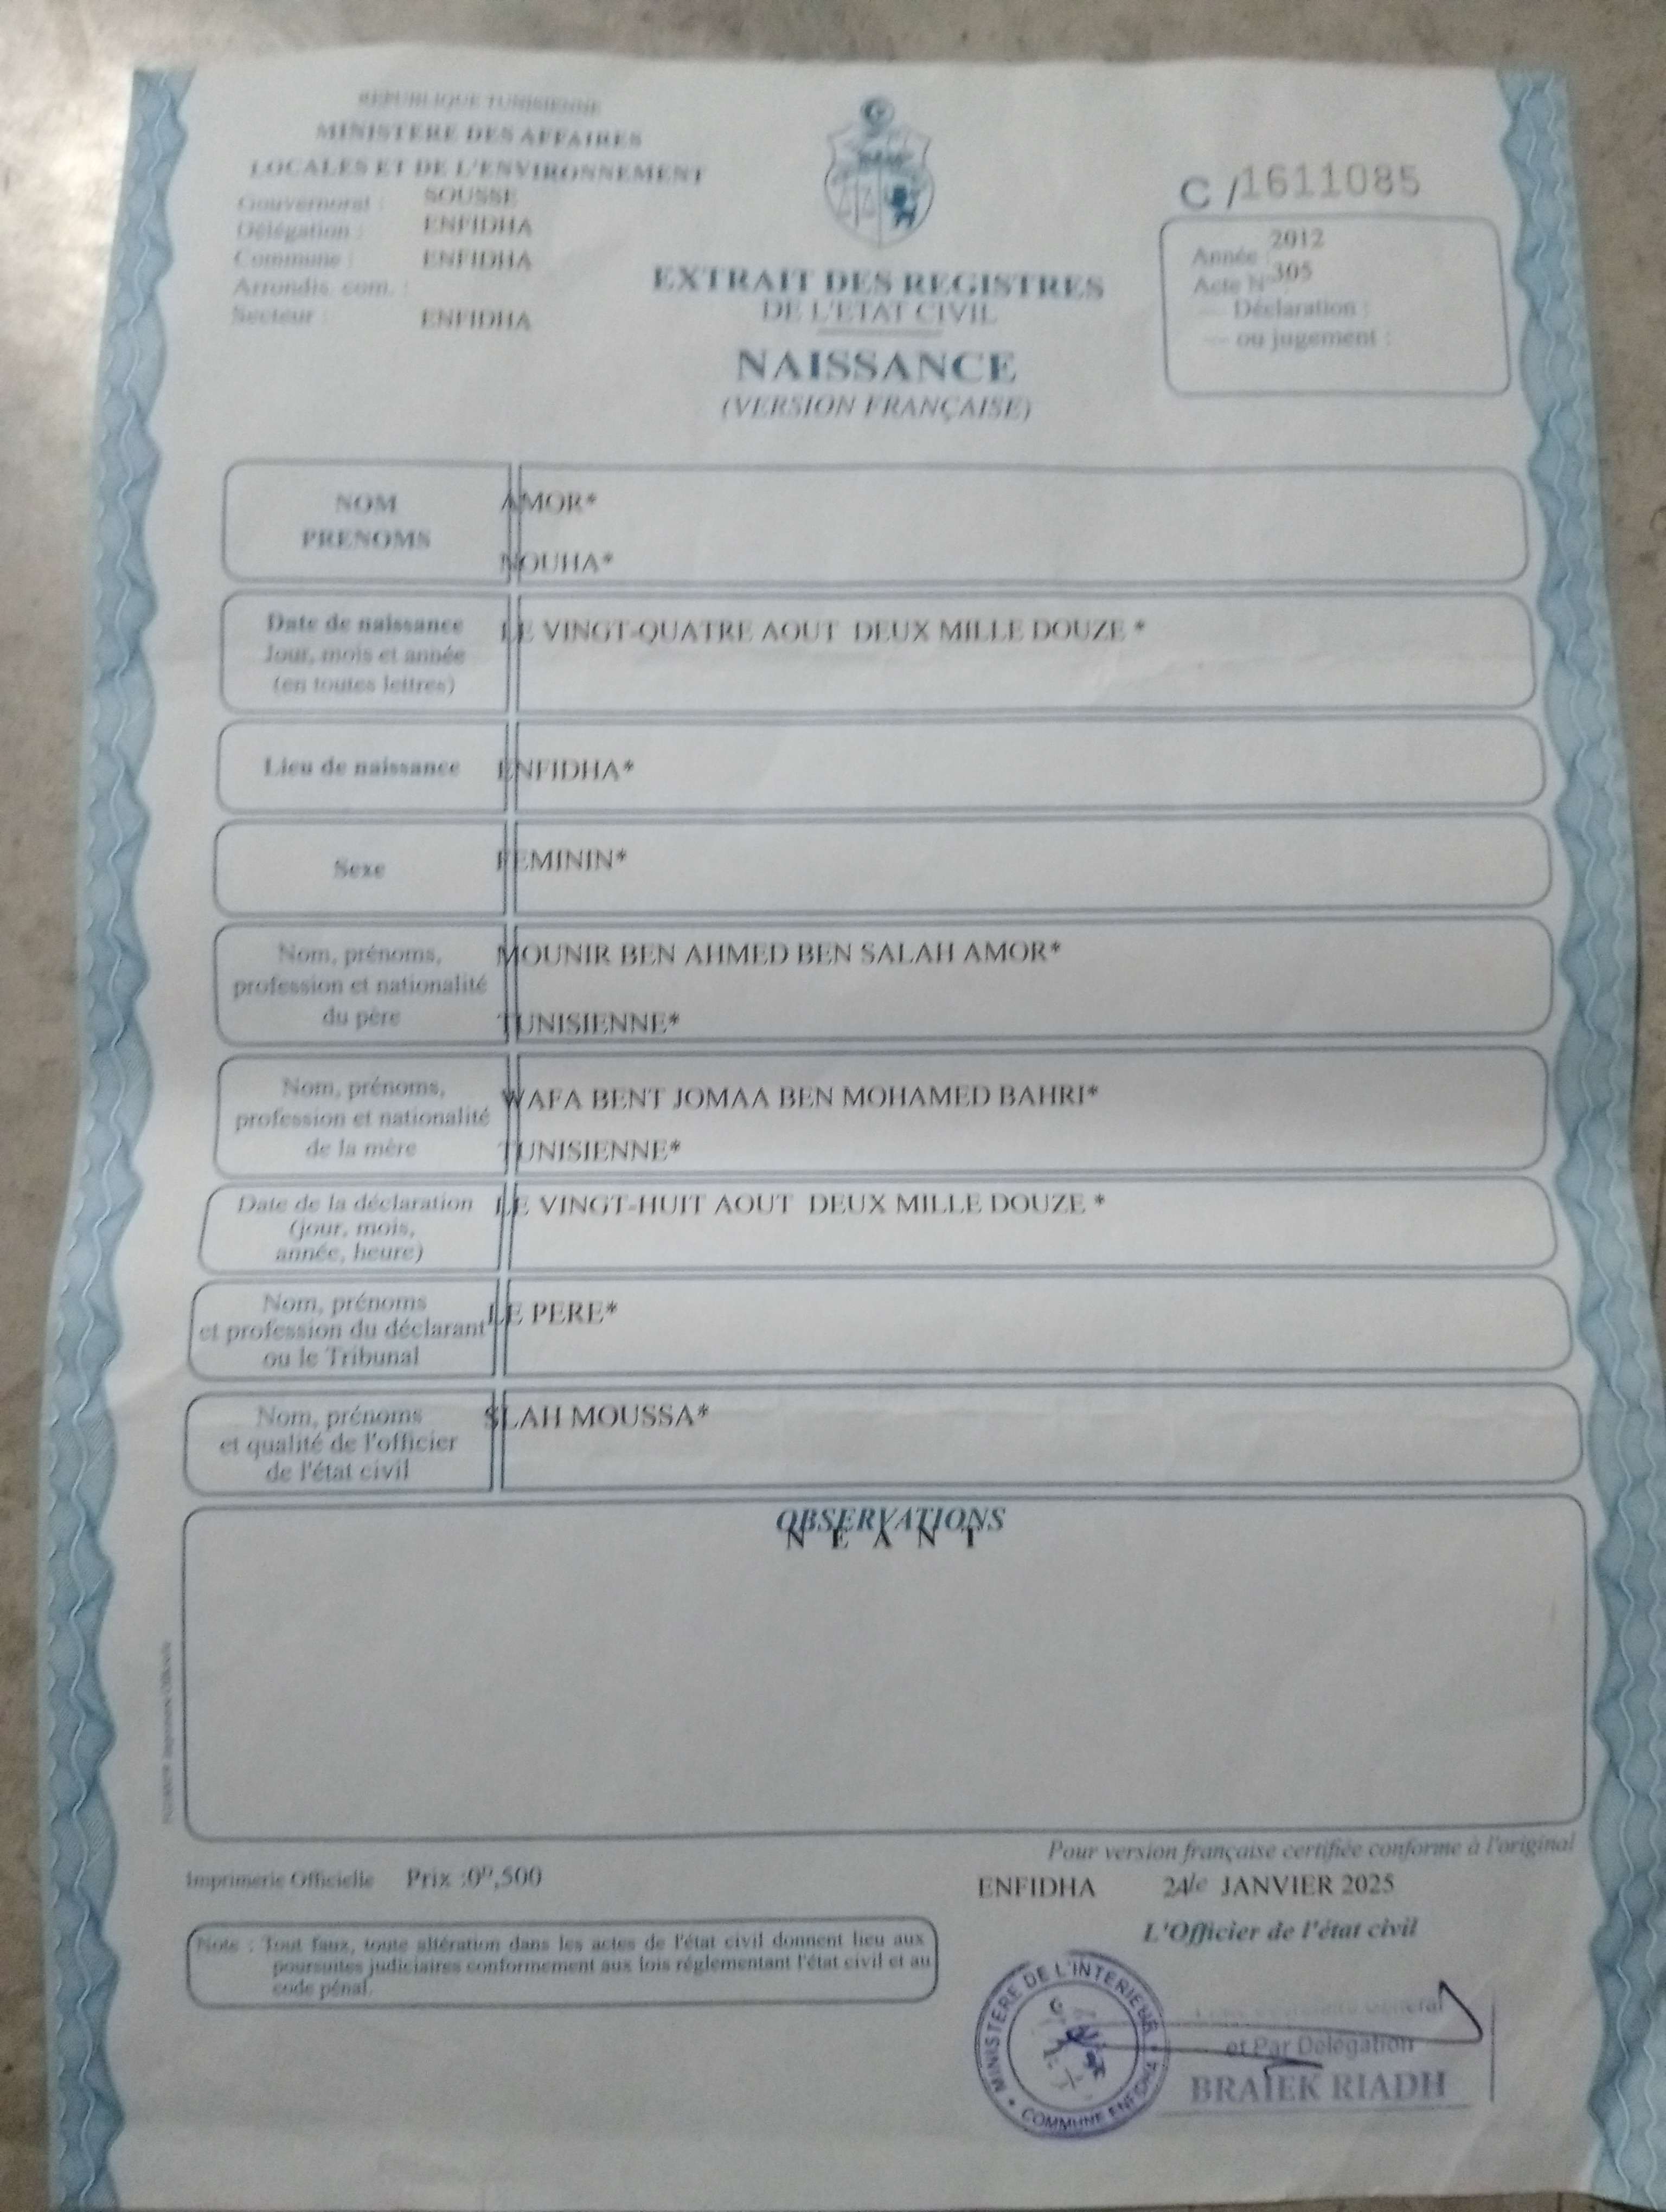 REPUBLIQUE TUNISIENNE
MINISTERE DES AFFAIRES
LOCALES ET DE L'ENVIRONNEMENT
Gouvernorat : SOUSSE
Délégation : ENFIDHA
Commune : ENFIDHA
Arrondis. com. :
Secteur : ENFIDHA
C /1611085
Année : 2012
Acte N° 305
— Déclaration :
— ou jugement :
EXTRAIT DES REGISTRES
DE L'ETAT CIVIL
NAISSANCE
(VERSION FRANÇAISE)
NOM
PRENOMS
AMOR*
NOUHA*
Date de naissance
Jour, mois et année
(en toutes lettres)
LE VINGT-QUATRE AOUT DEUX MILLE DOUZE *
Lieu de naissance
ENFIDHA*
Sexe
FEMININ*
Nom, prénoms,
profession et nationalité
du père
MOUNIR BEN AHMED BEN SALAH AMOR*
TUNISIENNE*
Nom, prénoms,
profession et nationalité
de la mère
WAFA BENT JOMAA BEN MOHAMED BAHRI*
TUNISIENNE*
Date de la déclaration
(jour, mois,
année, heure)
LE VINGT-HUIT AOUT DEUX MILLE DOUZE *
Nom, prénoms
et profession du déclarant
ou le Tribunal
LE PERE*
Nom, prénoms
et qualité de l'officier
de l'état civil
SLAH MOUSSA*
OBSERVATIONS
N E A N T
Pour version française certifiée conforme à l'original
Imprimerie Officielle Prix :0ᴰ,500
ENFIDHA 24 le JANVIER 2025
L'Officier de l'état civil
Note : Tout faux, toute altération dans les actes de l'état civil donnent lieu aux
poursuites judiciaires conformement aux lois réglementant l'état civil et au
code pénal.
MINISTERE DE L'INTERIEUR
COMMUNE ENFIDHA
Général
et Par Délégation
BRAIEK RIADH